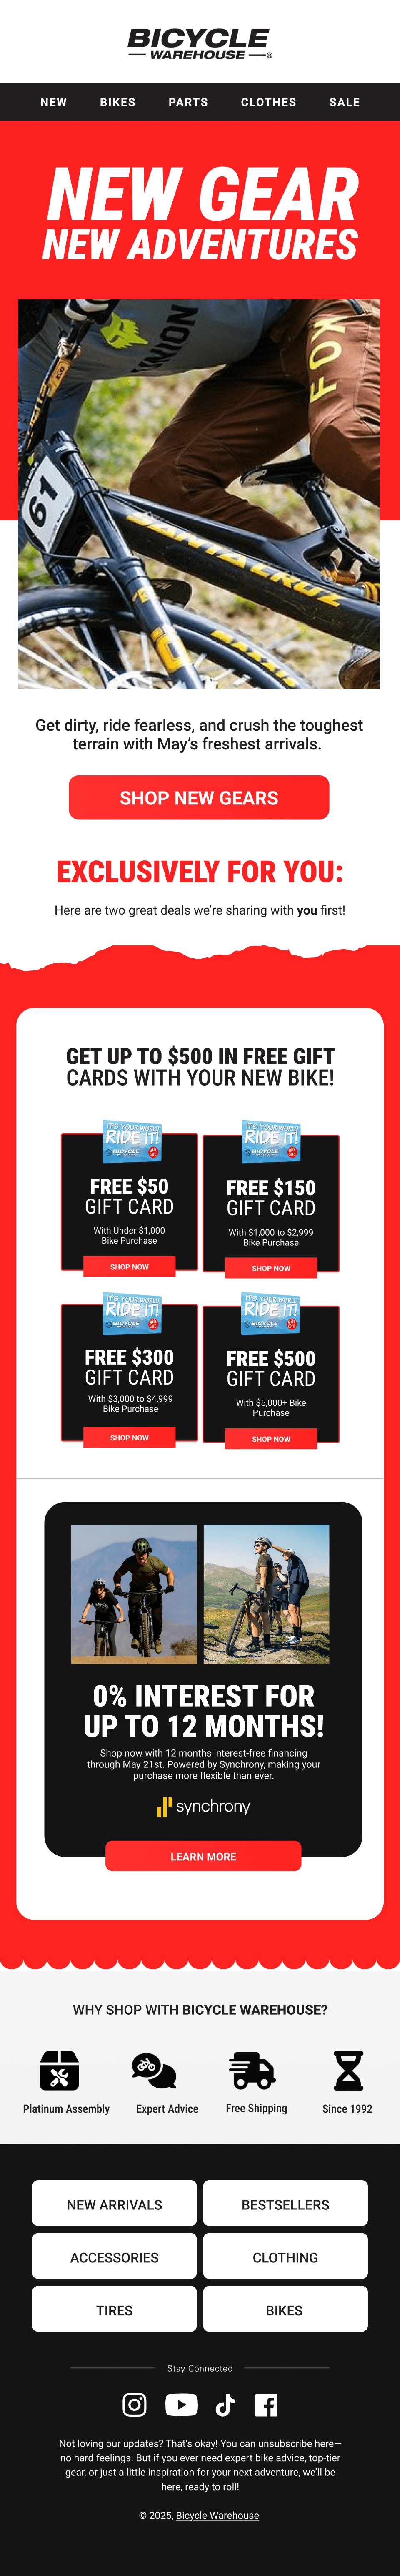 BICYCLE
WAREHOUSE ®
NEW BIKES PARTS CLOTHES SALE
NEW GEAR
NEW ADVENTURES
UNION
FOX
61
SANTA CRUZ
Get dirty, ride fearless, and crush the toughest
terrain with May's freshest arrivals.
SHOP NEW GEARS
EXCLUSIVELY FOR YOU:
Here are two great deals we're sharing with you first!
GET UP TO $500 IN FREE GIFT
CARDS WITH YOUR NEW BIKE!
IT'S YOUR WORLD
RIDE IT!
BICYCLE
FREE $50
GIFT CARD
With Under $1,000
Bike Purchase
SHOP NOW
IT'S YOUR WORLD
RIDE IT!
BICYCLE
FREE $150
GIFT CARD
With $1,000 to $2,999
Bike Purchase
SHOP NOW
IT'S YOUR WORLD
RIDE IT!
BICYCLE
FREE $300
GIFT CARD
With $3,000 to $4,999
Bike Purchase
SHOP NOW
IT'S YOUR WORLD
RIDE IT!
BICYCLE
FREE $500
GIFT CARD
With $5,000+ Bike
Purchase
SHOP NOW
0% INTEREST FOR
UP TO 12 MONTHS!
Shop now with 12 months interest-free financing
through May 21st. Powered by Synchrony, making your
purchase more flexible than ever.
synchrony
LEARN MORE
WHY SHOP WITH BICYCLE WAREHOUSE?
Platinum Assembly
Expert Advice
Free Shipping
Since 1992
NEW ARRIVALS
BESTSELLERS
ACCESSORIES
CLOTHING
TIRES
BIKES
Stay Connected
Not loving our updates? That's okay! You can unsubscribe here—
no hard feelings. But if you ever need expert bike advice, top-tier
gear, or just a little inspiration for your next adventure, we'll be
here, ready to roll!
© 2025, Bicycle Warehouse